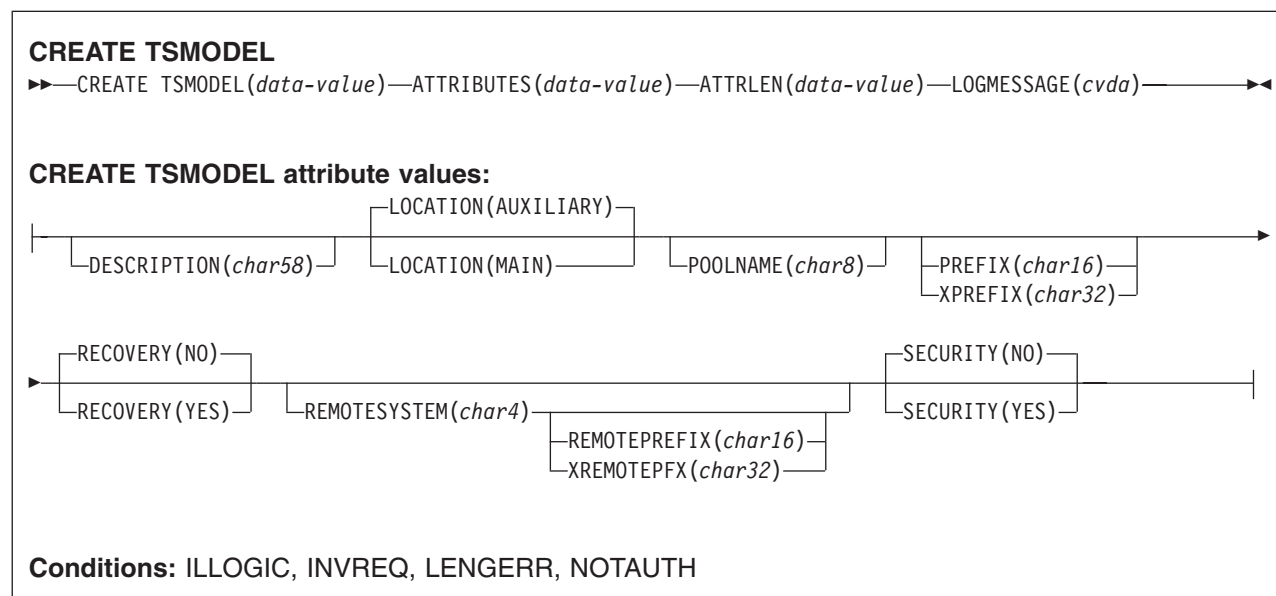 CREATE TSMODEL
CREATE TSMODEL(data-value) ATTRIBUTES(data-value) ATTRLEN(data-value) LOGMESSAGE(cvda)
CREATE TSMODEL attribute values:
LOCATION(AUXILIARY)
DESCRIPTION(char58) LOCATION(MAIN) POOLNAME(char8) PREFIX(char16)
XPREFIX(char32)
RECOVERY(NO) SECURITY(NO)
RECOVERY(YES) REMOTESYSTEM(char4) SECURITY(YES)
REMOTEPREFIX(char16)
XREMOTEPFX(char32)
Conditions: ILLOGIC, INVREQ, LENGERR, NOTAUTH